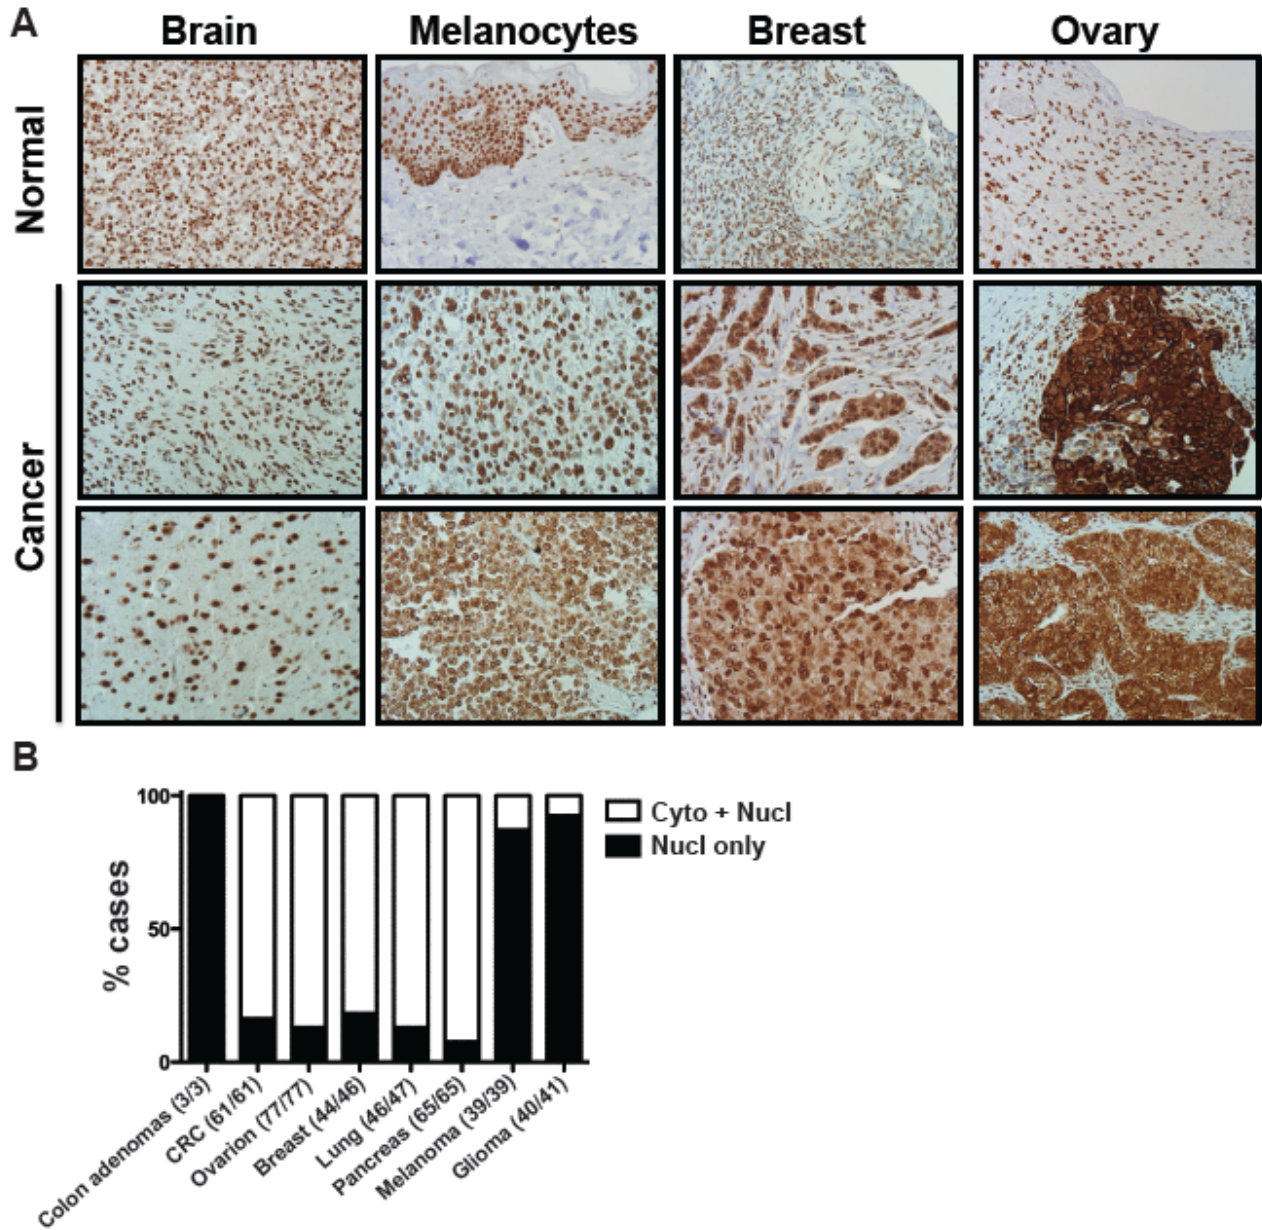 A
Brain Melanocytes Breast Ovary
Normal
Cancer
B
% cases
100
50
0
Cyto + Nucl
Nucl only
Colon adenomas (3/3)
CRC (61/61)
Ovarion (77/77)
Breast (44/46)
Lung (46/47)
Pancreas (65/65)
Melanoma (39/39)
Glioma (40/41)